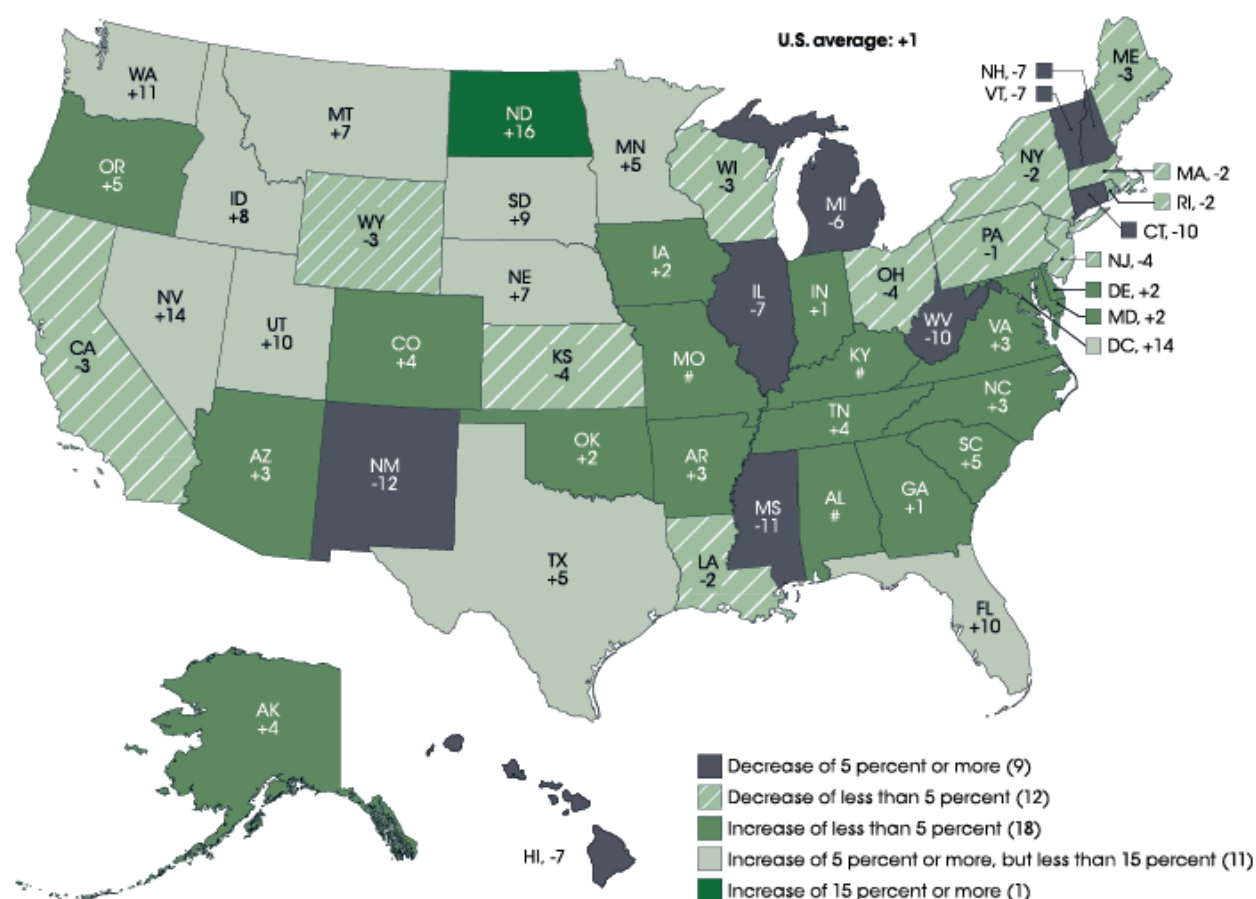 U.S. average: +1
WA
+11
MT
+7
ND
+16
MN
+5
ME
-3
NH, -7
VT, -7
OR
+5
ID
+8
WY
-3
SD
+9
WI
-3
MI
-6
NY
-2
MA, -2
RI, -2
CT, -10
NV
+14
UT
+10
CO
+4
NE
+7
IA
+2
IL
-7
IN
+1
OH
-4
PA
-1
NJ, -4
DE, +2
MD, +2
DC, +14
CA
-3
KS
-4
MO
#
KY
#
WV
-10
VA
+3
AZ
+3
NM
-12
OK
+2
AR
+3
TN
+4
NC
+3
SC
+5
TX
+5
LA
-2
MS
-11
AL
#
GA
+1
FL
+10
AK
+4
HI, -7
Decrease of 5 percent or more (9)
Decrease of less than 5 percent (12)
Increase of less than 5 percent (18)
Increase of 5 percent or more, but less than 15 percent (11)
Increase of 15 percent or more (1)